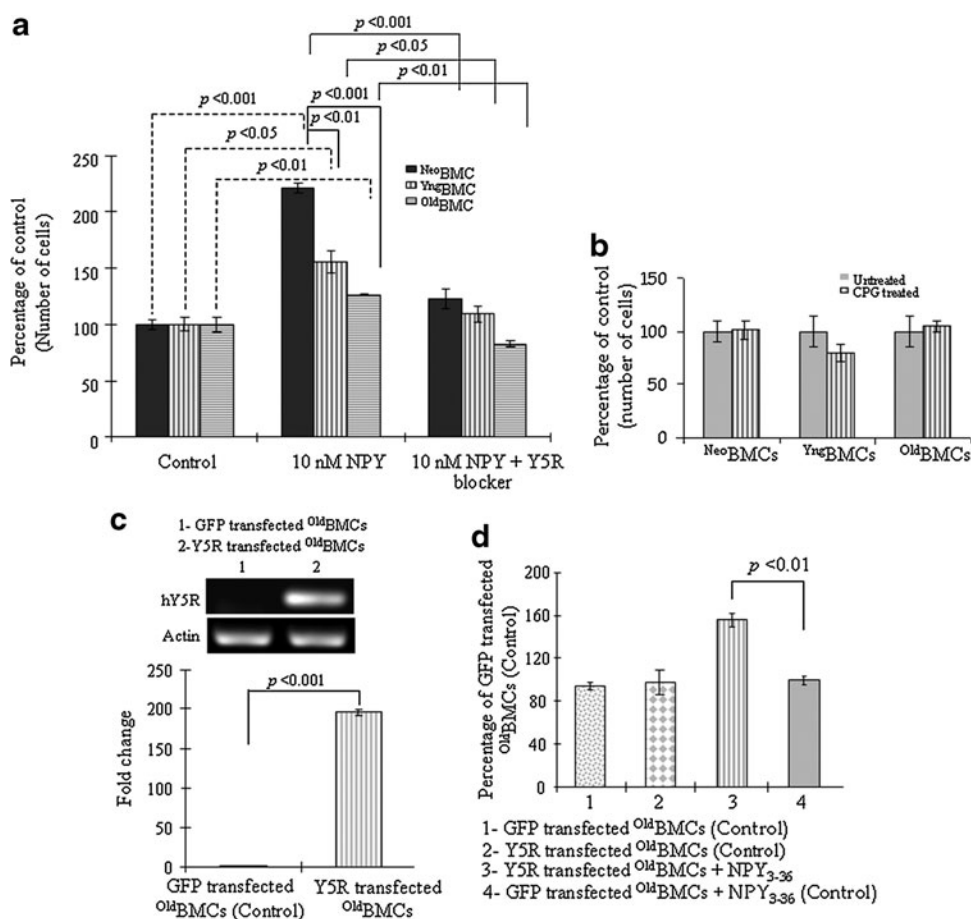 a
p <0.001
p <0.05
p <0.01
p <0.001
p <0.001
p <0.01
p <0.05
p <0.01
250
200
150
100
50
0
Percentage of control
(Number of cells)
NeoBMC
YngBMC
OldBMC
Control
10 nM NPY
10 nM NPY + Y5R
blocker
b
Untreated
CPG treated
150
100
50
0
Percentage of control
(number of cells)
NeoBMCs
YngBMCs
OldBMCs
c
1- GFP transfected OldBMCs
2-Y5R transfected OldBMCs
1 2
hY5R
Actin
p <0.001
250
200
150
100
50
0
Fold change
GFP transfected
OldBMCs (Control)
Y5R transfected
OldBMCs
d
p <0.01
200
160
120
80
40
0
Percentage of GFP transfected
OldBMCs (Control)
1 2 3 4
1- GFP transfected OldBMCs (Control)
2- Y5R transfected OldBMCs (Control)
3- Y5R transfected OldBMCs + NPY3-36
4- GFP transfected OldBMCs + NPY3-36 (Control)